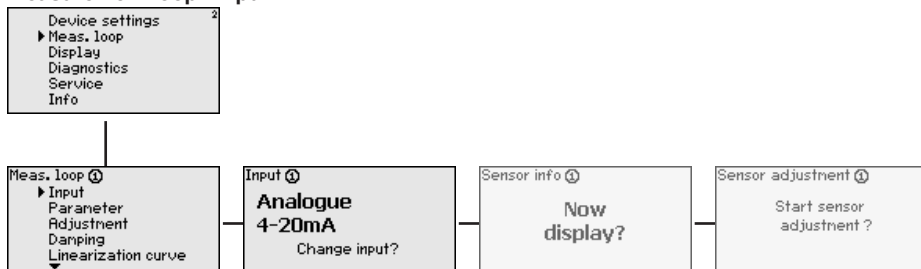 Device settings 2
Meas. loop
Display
Diagnostics
Service
Info
Meas. loop ①
Input
Parameter
Adjustment
Damping
Linearization curve
Input ①
Analogue
4-20mA
Change input?
Sensor info ①
Now
display?
Sensor adjustment ①
Start sensor
adjustment ?